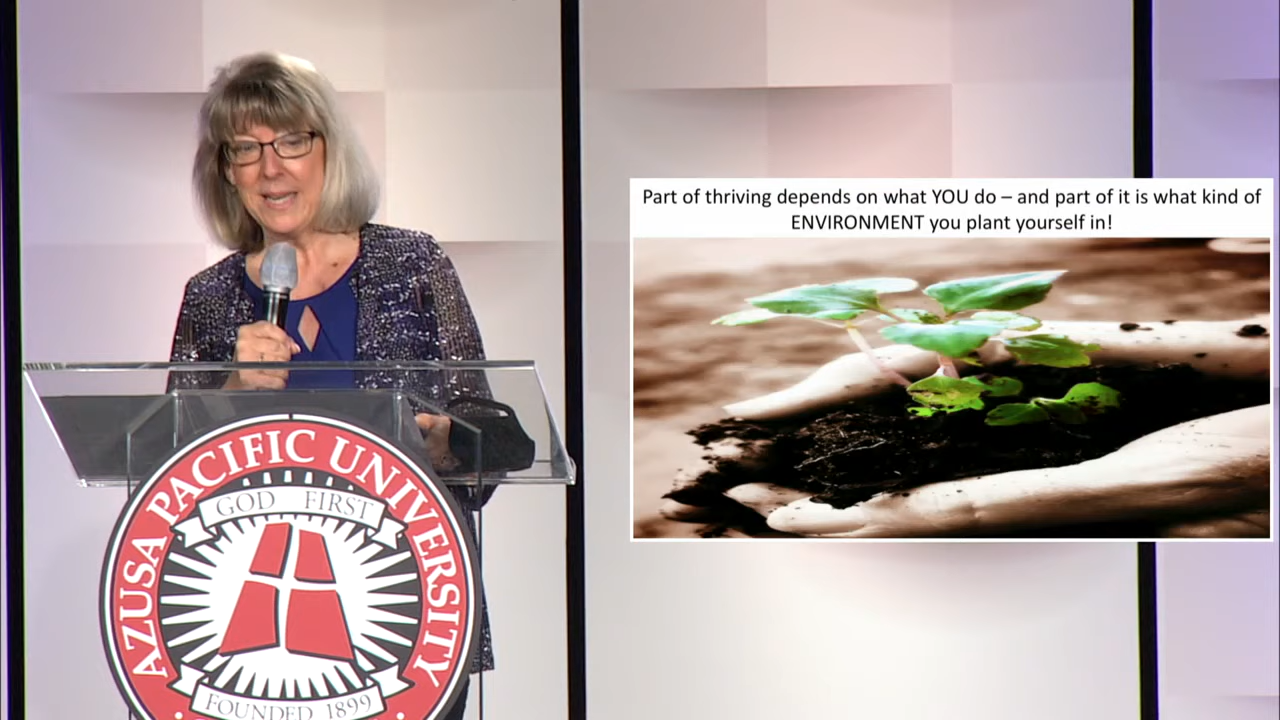 Part of thriving depends on what YOU do – and part of it is what kind of
ENVIRONMENT you plant yourself in!
AZUSA PACIFIC UNIVERSITY
GOD FIRST
FOUNDED 1899